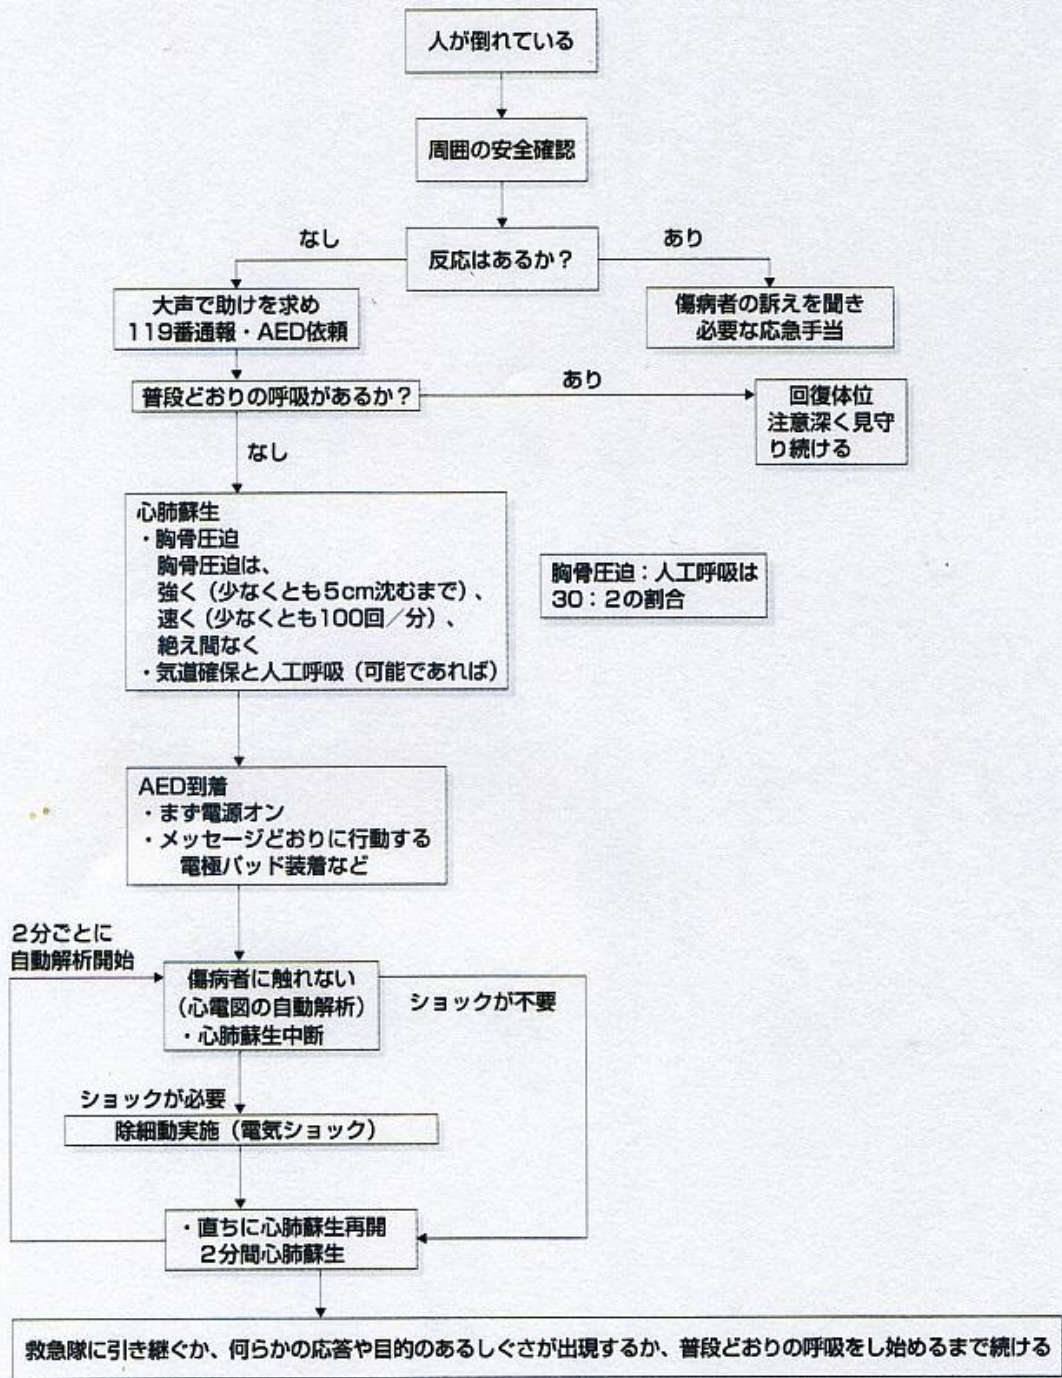 人が倒れている
周囲の安全確認
なし
反応はあるか？
あり
大声で助けを求め
119番通報・AED依頼
傷病者の訴えを聞き
必要な応急手当
普段どおりの呼吸があるか？
あり
回復体位
注意深く見守
り続ける
なし
心肺蘇生
・胸骨圧迫
胸骨圧迫は、
強く（少なくとも5cm沈むまで）、
速く（少なくとも100回／分）、
絶え間なく
・気道確保と人工呼吸（可能であれば）
胸骨圧迫：人工呼吸は
30：2の割合
AED到着
・まず電源オン
・メッセージどおりに行動する
電極パッド装着など
2分ごとに
自動解析開始
傷病者に触れない
（心電図の自動解析）
・心肺蘇生中断
ショックが不要
ショックが必要
除細動実施（電気ショック）
・直ちに心肺蘇生再開
2分間心肺蘇生
救急隊に引き継ぐか、何らかの応答や目的のあるしぐさが出現するか、普段どおりの呼吸をし始めるまで続ける